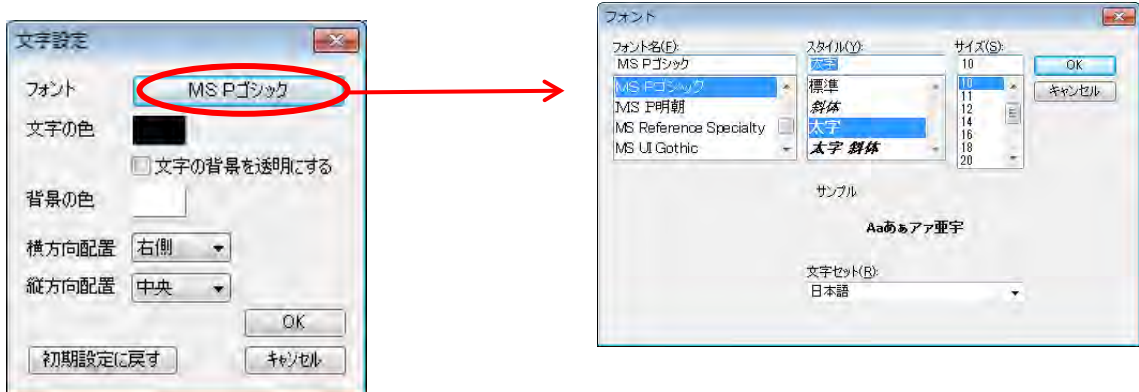 文字設定
フォント MS Pゴシック
文字の色
文字の背景を透明にする
背景の色
横方向配置 右側
縦方向配置 中央
OK
初期設定に戻す キャンセル
フォント
フォント名(F): スタイル(Y): サイズ(S):
MS Pゴシック 太字 10 OK
MS Pゴシック 標準 10 キャンセル
MS P明朝 斜体 11
MS Reference Specialty 太字 12
MS UI Gothic 太字 斜体 14
16
18
20
サンプル
Aaあぁアァ亜宇
文字セット(R):
日本語